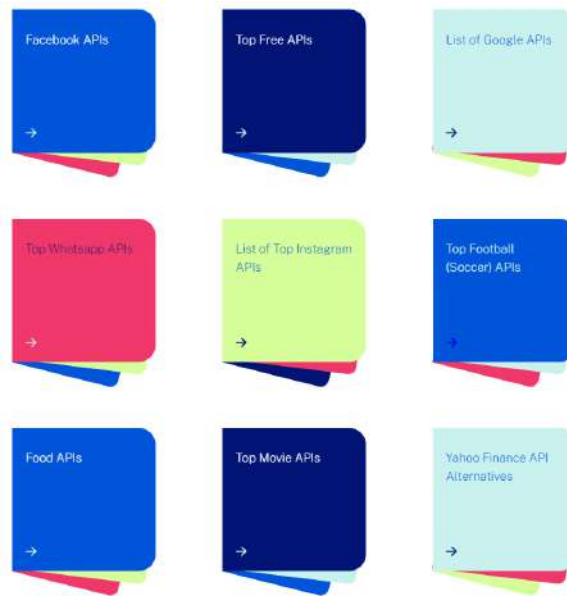 Facebook APIs
Top Free APIs
List of Google APIs
Top Whatsapp APIs
List of Top Instagram
APIs
Top Football
(Soccer) APIs
Food APIs
Top Movie APIs
Yahoo Finance API
Alternatives